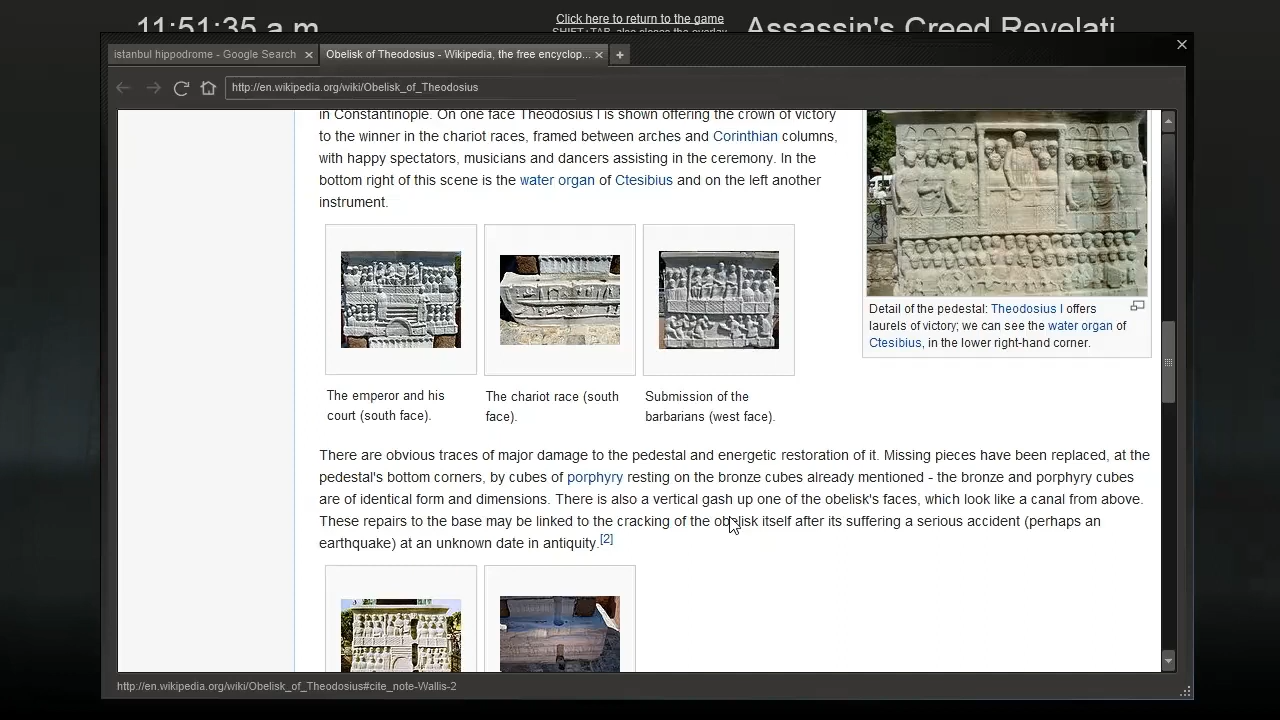 11:51:35 a.m
Click here to return to the game
Assassin's Creed Revelati
SHIFT+TAB also closes the overlay
istanbul hippodrome - Google Search
Obelisk of Theodosius - Wikipedia, the free encyclop...
http://en.wikipedia.org/wiki/Obelisk_of_Theodosius
in Constantinople. On one face Theodosius I is shown offering the crown of victory
to the winner in the chariot races, framed between arches and Corinthian columns,
with happy spectators, musicians and dancers assisting in the ceremony. In the
bottom right of this scene is the water organ of Ctesibius and on the left another
instrument.
Detail of the pedestal: Theodosius I offers
laurels of victory; we can see the water organ of
Ctesibius, in the lower right-hand corner.
The emperor and his
court (south face).
The chariot race (south
face).
Submission of the
barbarians (west face).
There are obvious traces of major damage to the pedestal and energetic restoration of it. Missing pieces have been replaced, at the
pedestal's bottom corners, by cubes of porphyry resting on the bronze cubes already mentioned - the bronze and porphyry cubes
are of identical form and dimensions. There is also a vertical gash up one of the obelisk's faces, which look like a canal from above.
These repairs to the base may be linked to the cracking of the obelisk itself after its suffering a serious accident (perhaps an
earthquake) at an unknown date in antiquity.[2]
http://en.wikipedia.org/wiki/Obelisk_of_Theodosius#cite_note-Wallis-2